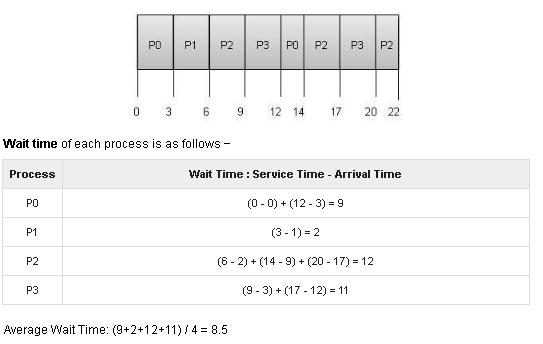 P0 P1 P2 P3 P0 P2 P3 P2
0 3 6 9 12 14 17 20 22
Wait time of each process is as follows −
Process Wait Time : Service Time - Arrival Time
P0 (0 - 0) + (12 - 3) = 9
P1 (3 - 1) = 2
P2 (6 - 2) + (14 - 9) + (20 - 17) = 12
P3 (9 - 3) + (17 - 12) = 11
Average Wait Time: (9+2+12+11) / 4 = 8.5